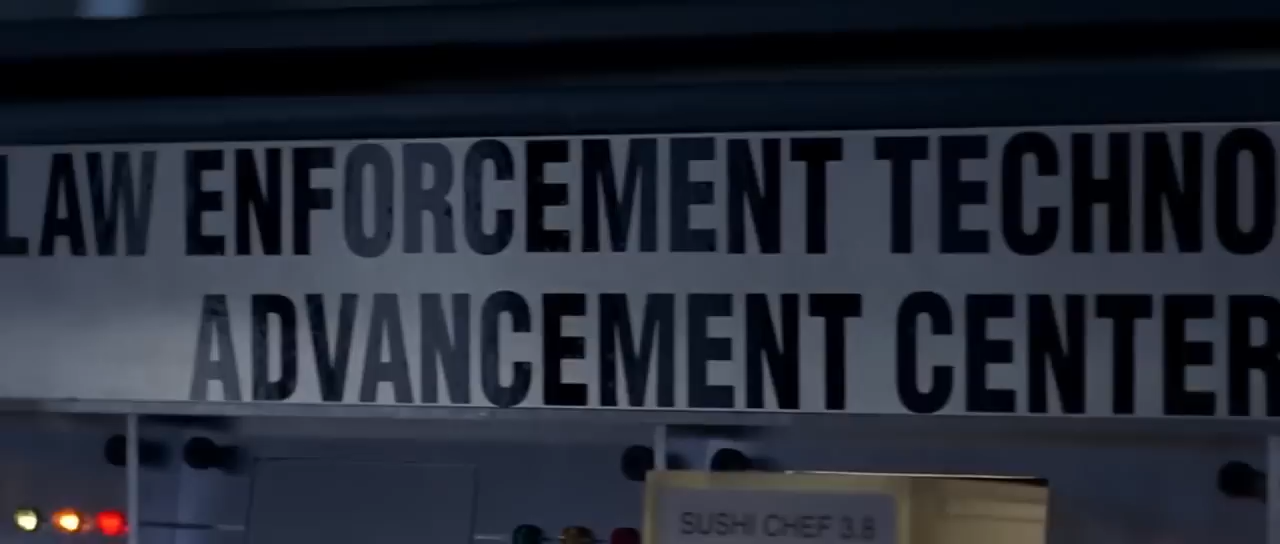 LAW ENFORCEMENT TECHNO
ADVANCEMENT CENTER
SUSHI CHEF 3.8